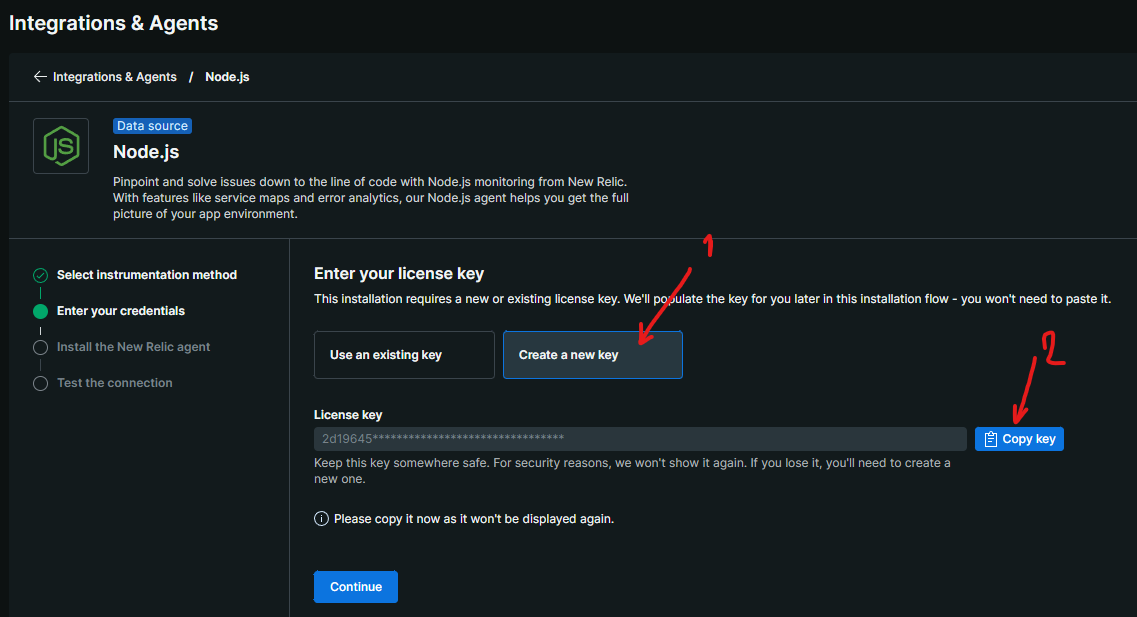 Integrations & Agents
← Integrations & Agents / Node.js
JS
Data source
Node.js
Pinpoint and solve issues down to the line of code with Node.js monitoring from New Relic.
With features like service maps and error analytics, our Node.js agent helps you get the full
picture of your app environment.
Select instrumentation method
Enter your credentials
Install the New Relic agent
Test the connection
1
Enter your license key
This installation requires a new or existing license key. We'll populate the key for you later in this installation flow - you won't need to paste it.
Use an existing key
Create a new key
2
License key
2d19645*********************************
Copy key
Keep this key somewhere safe. For security reasons, we won't show it again. If you lose it, you'll need to create a
new one.
Please copy it now as it won't be displayed again.
Continue